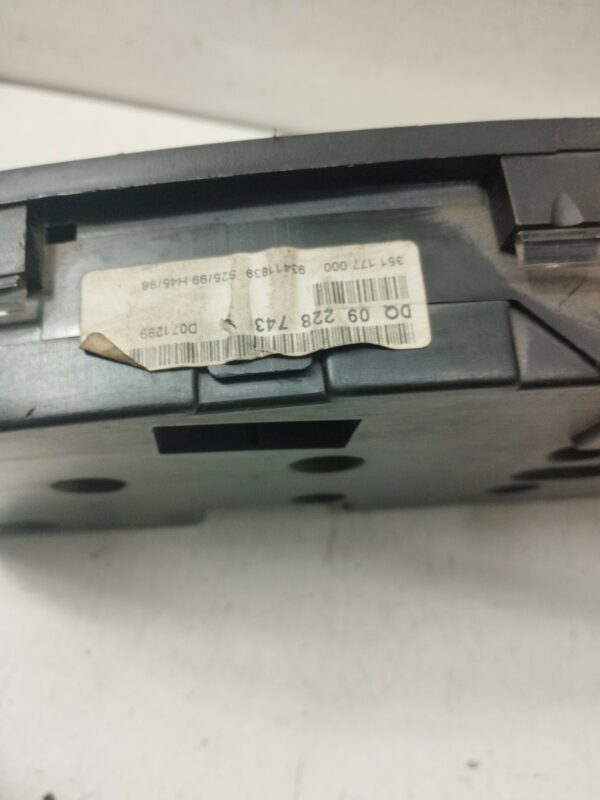 DQ 09 228 743 D071299
351 177 000
93411839 S25/99 H45/98